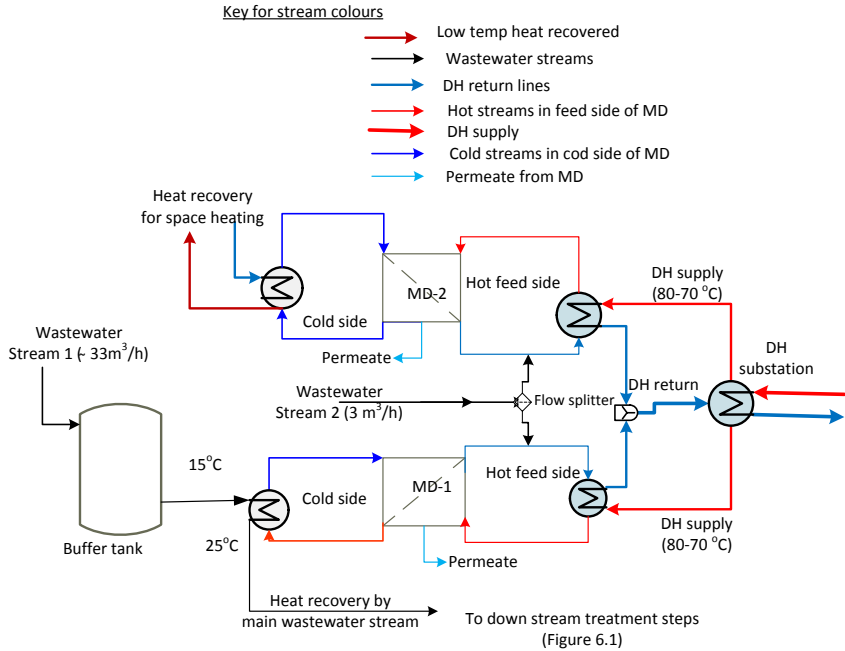 Key for stream colours
Low temp heat recovered
Wastewater streams
DH return lines
Hot streams in feed side of MD
DH supply
Cold streams in cod side of MD
Permeate from MD
Heat recovery
for space heating
Hot feed side
DH supply
(80-70 °C)
MD-2
Cold side
Wastewater
Stream 1 (~ 33m³/h)
Permeate
DH
substation
Wastewater
Stream 2 (3 m³/h)
Flow splitter
DH return
15°C
Cold side
MD-1
Hot feed side
Buffer tank
25°C
DH supply
(80-70 °C)
Permeate
Heat recovery by
main wastewater stream
To down stream treatment steps
(Figure 6.1)